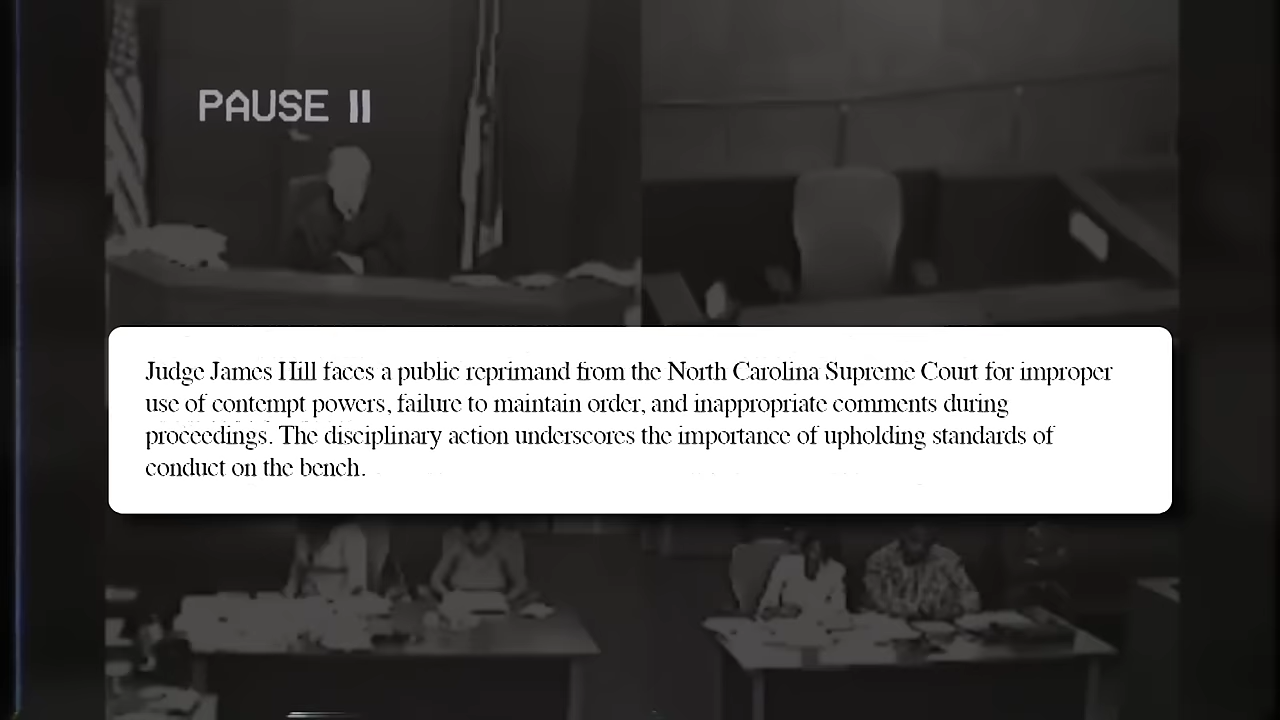 PAUSE II
Judge James Hill faces a public reprimand from the North Carolina Supreme Court for improper
use of contempt powers, failure to maintain order, and inappropriate comments during
proceedings. The disciplinary action underscores the importance of upholding standards of
conduct on the bench.